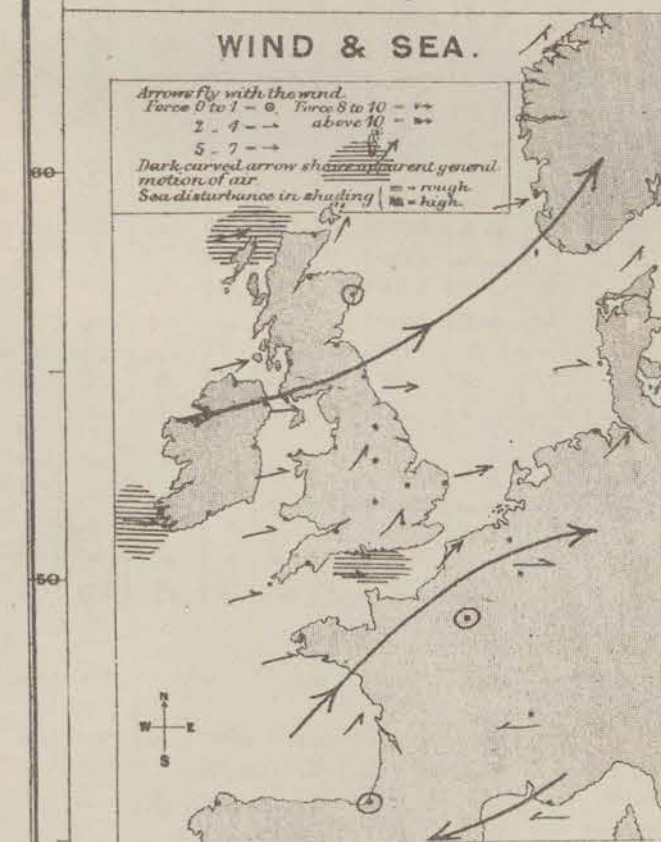 WIND & SEA.
Arrows fly with the wind.
Force 0 to 1 = Force 8 to 10 =
2 - 4 = above 10 =
5 - 7 =
Dark curved arrow shows apparent general
motion of air.
Sea disturbance in shading = rough.
= high.
60
50
N
W E
S